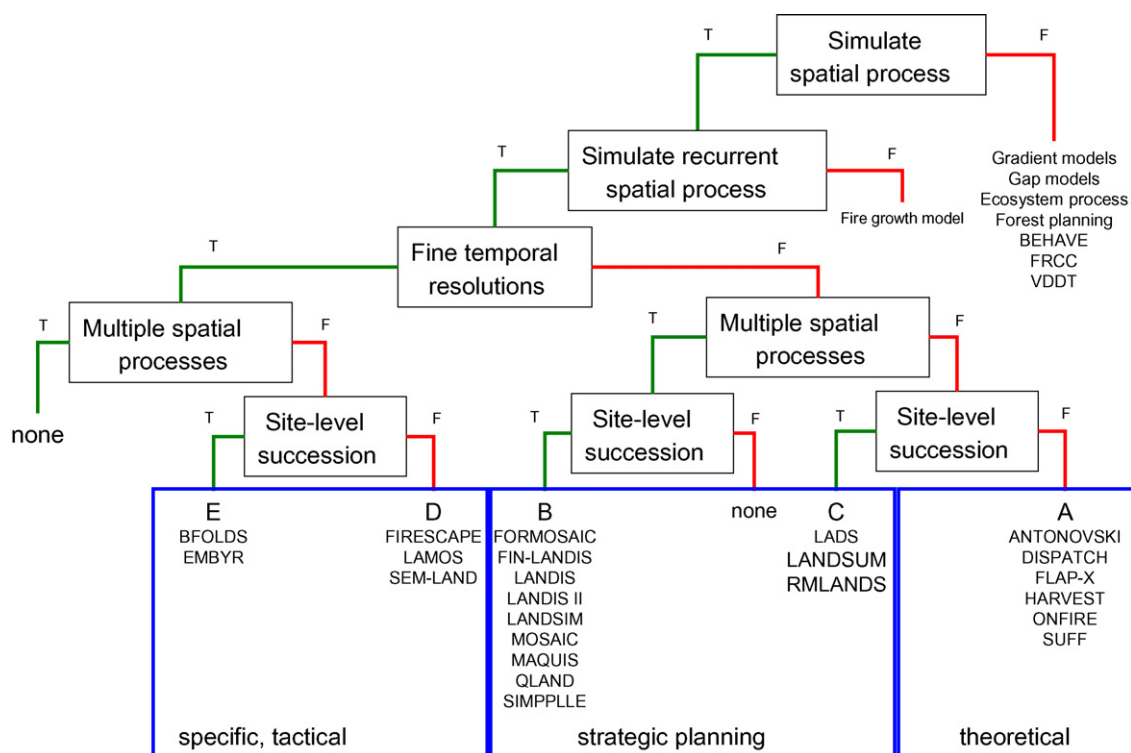 T
Simulate
spatial process
F
T
Simulate recurrent
spatial process
F
Gradient models
Gap models
Ecosystem process
Forest planning
BEHAVE
FRCC
VDDT
Fire growth model
T
Fine temporal
resolutions
F
T
Multiple spatial
processes
F
T
Multiple spatial
processes
F
none
T
Site-level
succession
F
T
Site-level
succession
F
T
Site-level
succession
F
E
BFOLDS
EMBYR
D
FIRESCAPE
LAMOS
SEM-LAND
B
FORMOSAIC
FIN-LANDIS
LANDIS
LANDIS II
LANDSIM
MOSAIC
MAQUIS
QLAND
SIMPPLLE
none
C
LADS
LANDSUM
RMLANDS
A
ANTONOVSKI
DISPATCH
FLAP-X
HARVEST
ONFIRE
SUFF
specific, tactical
strategic planning
theoretical